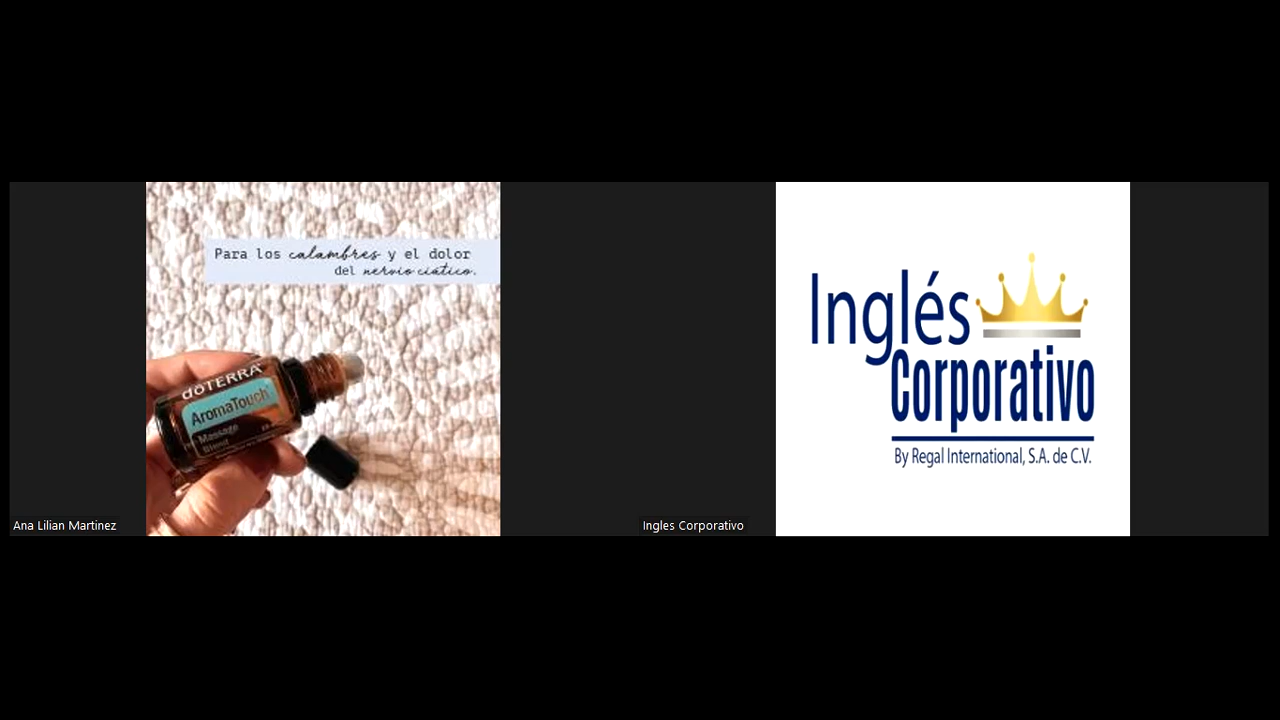 Para los calambres y el dolor
del nervio ciático.
dōTERRA
AromaTouch
Massage
Blend
Ana Lilian Martinez
Inglés
Corporativo
By Regal International, S.A. de C.V.
Ingles Corporativo